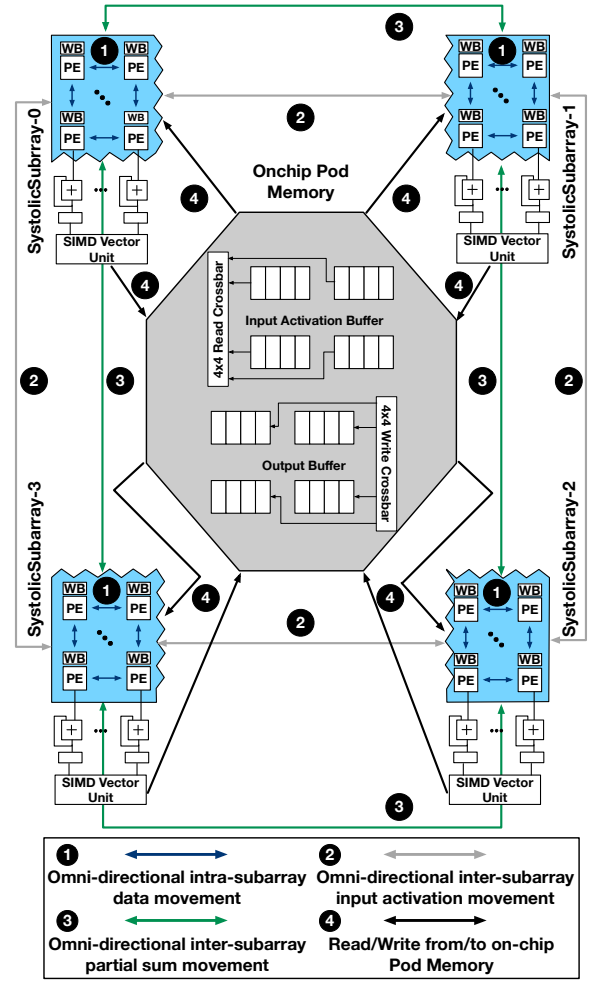 3
WB 1 WB
PE PE
WB WB
PE PE
SystolicSubrray-0
+ ... +
SIMD Vector
Unit
WB 1 WB
PE PE
WB WB
PE PE
SystolicSubarray-1
+ ... +
SIMD Vector
Unit
2
4
4
4
4
Onchip Pod
Memory
4x4 Read Crossbar
Input Activation Buffer
4x4 Write Crossbar
Output Buffer
2
3
3
2
SystolicSubarray-3
WB 1 WB
PE PE
WB WB
PE PE
+ ... +
SIMD Vector
Unit
SystolicSubarray-2
WB 1 WB
PE PE
WB WB
PE PE
+ ... +
SIMD Vector
Unit
4
4
2
3
1
Omni-directional intra-subarray
data movement
2
Omni-directional inter-subarray
input activation movement
3
Omni-directional inter-subarray
partial sum movement
4
Read/Write from/to on-chip
Pod Memory